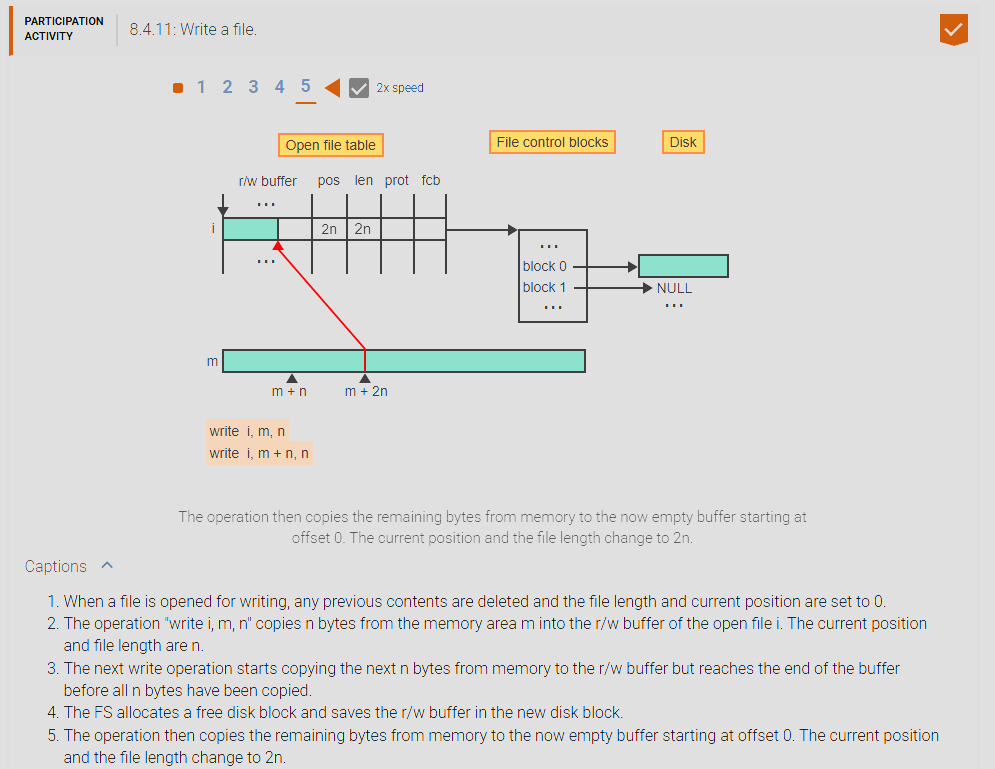 PARTICIPATION
ACTIVITY
8.4.11: Write a file.
1 2 3 4 5 2x speed
Open file table
File control blocks
Disk
r/w buffer pos len prot fcb
...
i 2n 2n
...
...
block 0
block 1 NULL
... ...
m
m + n m + 2n
write i, m, n
write i, m + n, n
The operation then copies the remaining bytes from memory to the now empty buffer starting at
offset 0. The current position and the file length change to 2n.
Captions
1. When a file is opened for writing, any previous contents are deleted and the file length and current position are set to 0.
2. The operation "write i, m, n" copies n bytes from the memory area m into the r/w buffer of the open file i. The current position
and file length are n.
3. The next write operation starts copying the next n bytes from memory to the r/w buffer but reaches the end of the buffer
before all n bytes have been copied.
4. The FS allocates a free disk block and saves the r/w buffer in the new disk block.
5. The operation then copies the remaining bytes from memory to the now empty buffer starting at offset 0. The current position
and the file length change to 2n.